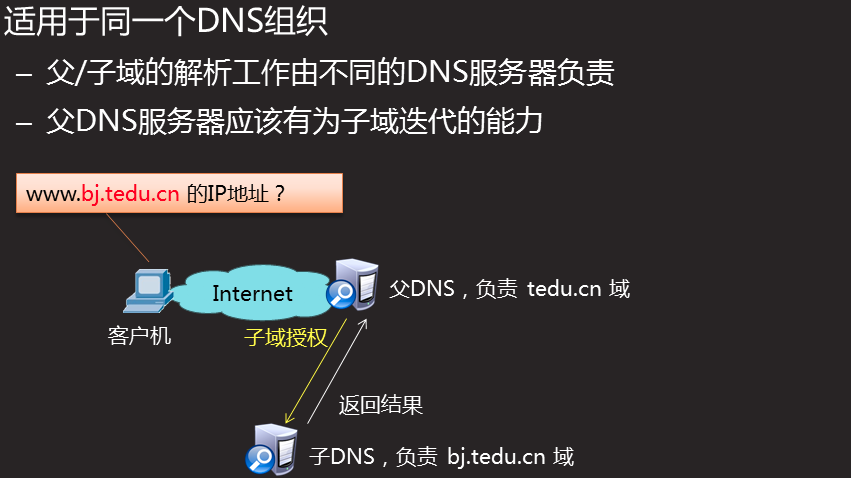 适用于同一个DNS组织
– 父/子域的解析工作由不同的DNS服务器负责
– 父DNS服务器应该有为子域迭代的能力
www.bj.tedu.cn 的IP地址？
Internet
父DNS，负责 tedu.cn 域
客户机
子域授权
返回结果
子DNS，负责 bj.tedu.cn 域